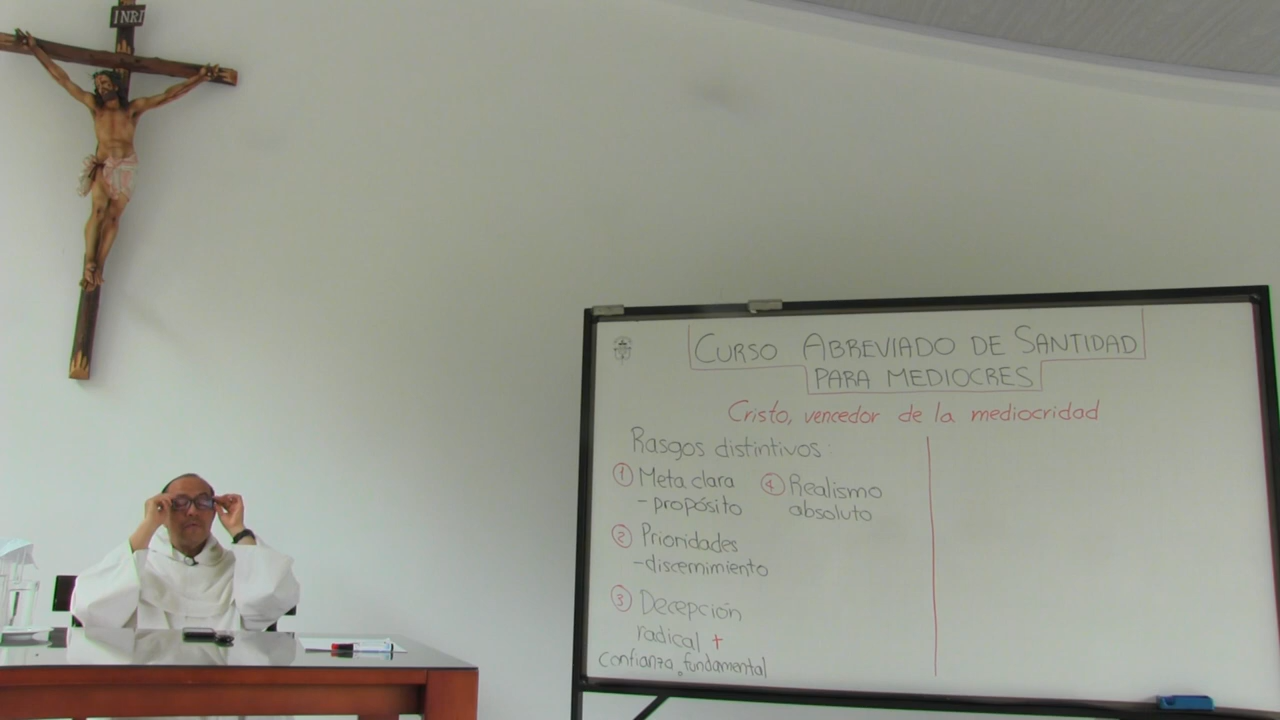 INRI
CURSO ABREVIADO DE SANTIDAD
PARA MEDIOCRES
Cristo, vencedor de la mediocridad
Rasgos distintivos:
① Meta clara
- propósito
② Prioridades
- discernimiento
③ Decepción
radical +
confianza fundamental
④ Realismo
absoluto